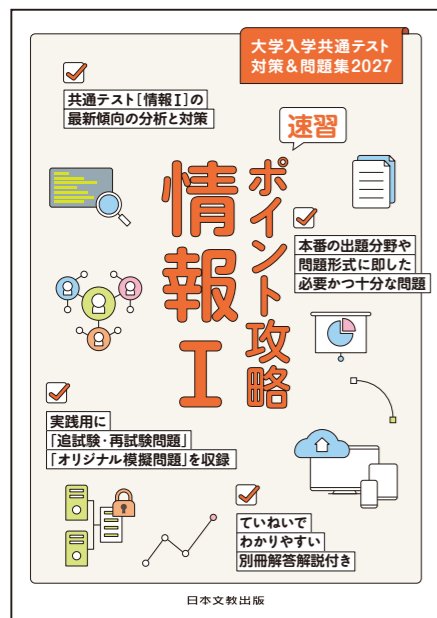 大学入学共通テスト
対策&問題集2027
共通テスト[情報Ⅰ]の
最新傾向の分析と対策
速習
ポイント攻略
情報Ⅰ
本番の出題分野や
問題形式に即した
必要かつ十分な問題
実践用に
「追試験・再試験問題」
「オリジナル模擬問題」を収録
ていねいで
わかりやすい
別冊解答解説付き
日本文教出版